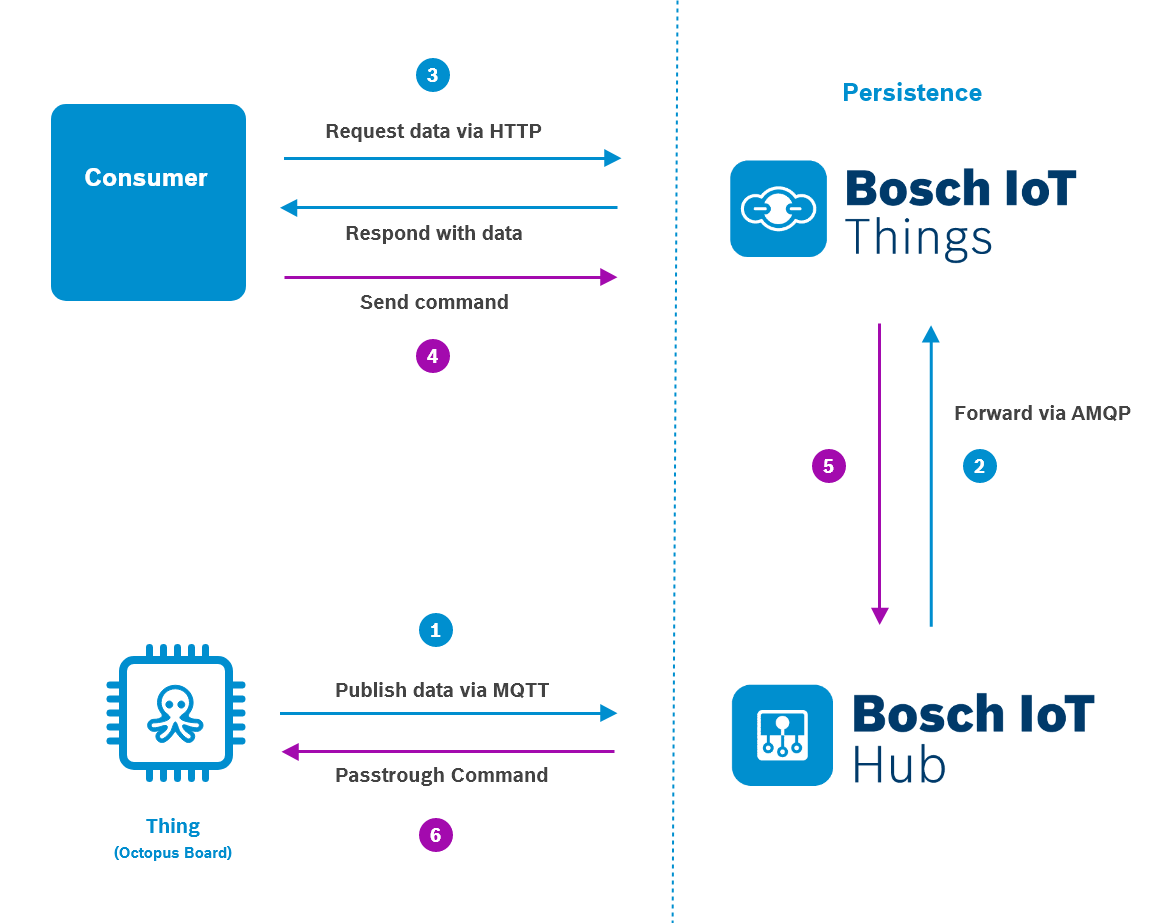 3
Request data via HTTP
Consumer
Respond with data
Send command
4
Persistence
Bosch IoT
Things
Forward via AMQP
5
2
1
Publish data via MQTT
Passtrough Command
6
Thing
(Octopus Board)
Bosch IoT
Hub